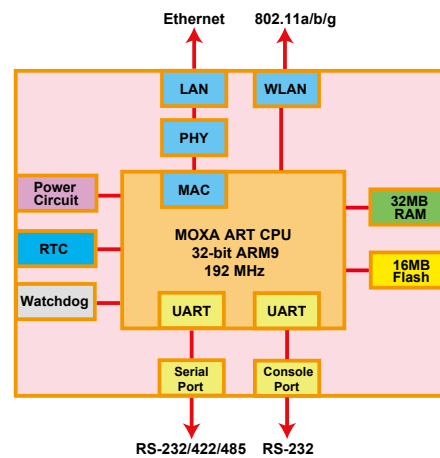 Ethernet 802.11a/b/g
LAN WLAN
PHY
MAC
Power
Circuit
RTC
Watchdog
MOXA ART CPU
32-bit ARM9
192 MHz
32MB
RAM
16MB
Flash
UART UART
Serial
Port
Console
Port
RS-232/422/485 RS-232